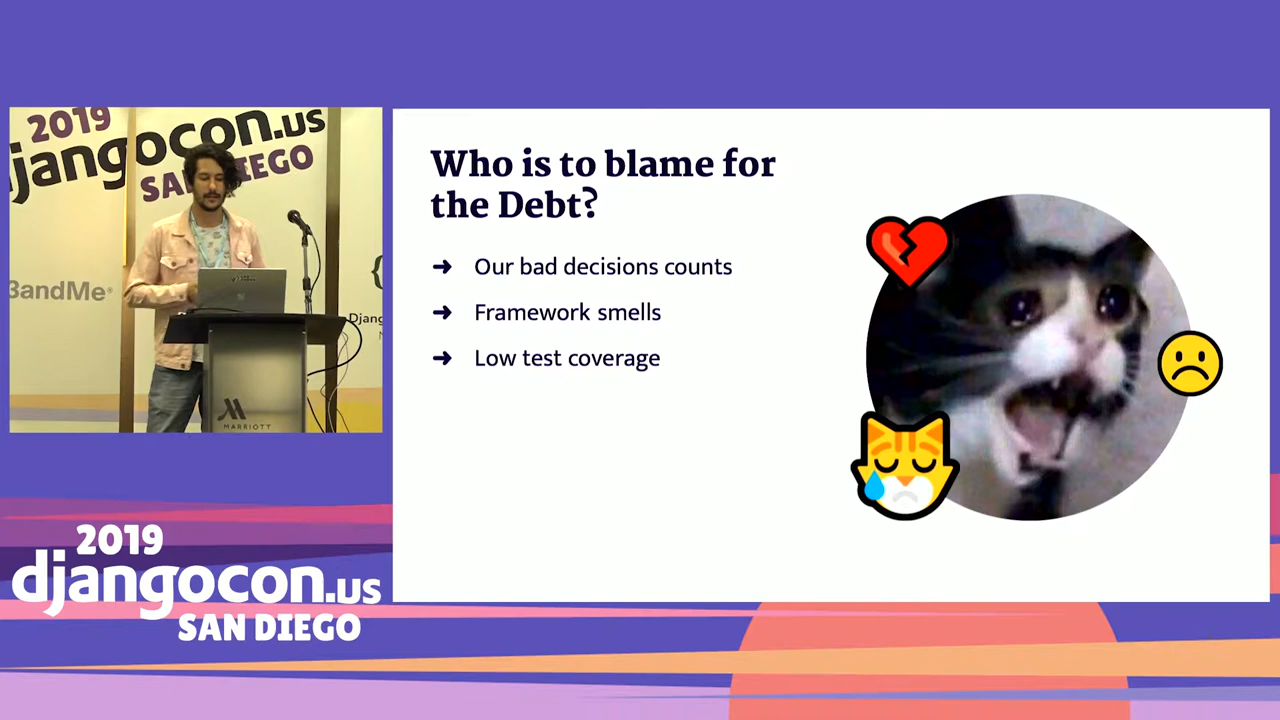 2019
djangocon.us
SAN DIEGO
3andMe
Djang
MARRIOTT
Who is to blame for
the Debt?
➜ Our bad decisions counts
➜ Framework smells
➜ Low test coverage
2019
djangocon.us
SAN DIEGO